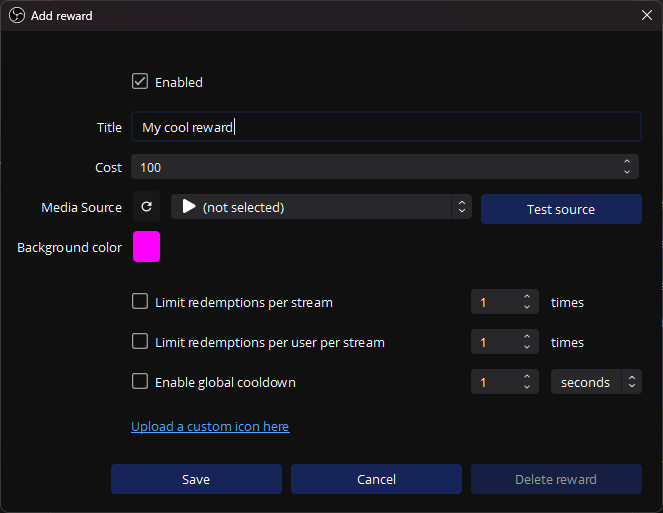 Add reward
Enabled
Title My cool reward
Cost 100
Media Source (not selected) Test source
Background color
Limit redemptions per stream 1 times
Limit redemptions per user per stream 1 times
Enable global cooldown 1 seconds
Upload a custom icon here
Save Cancel Delete reward